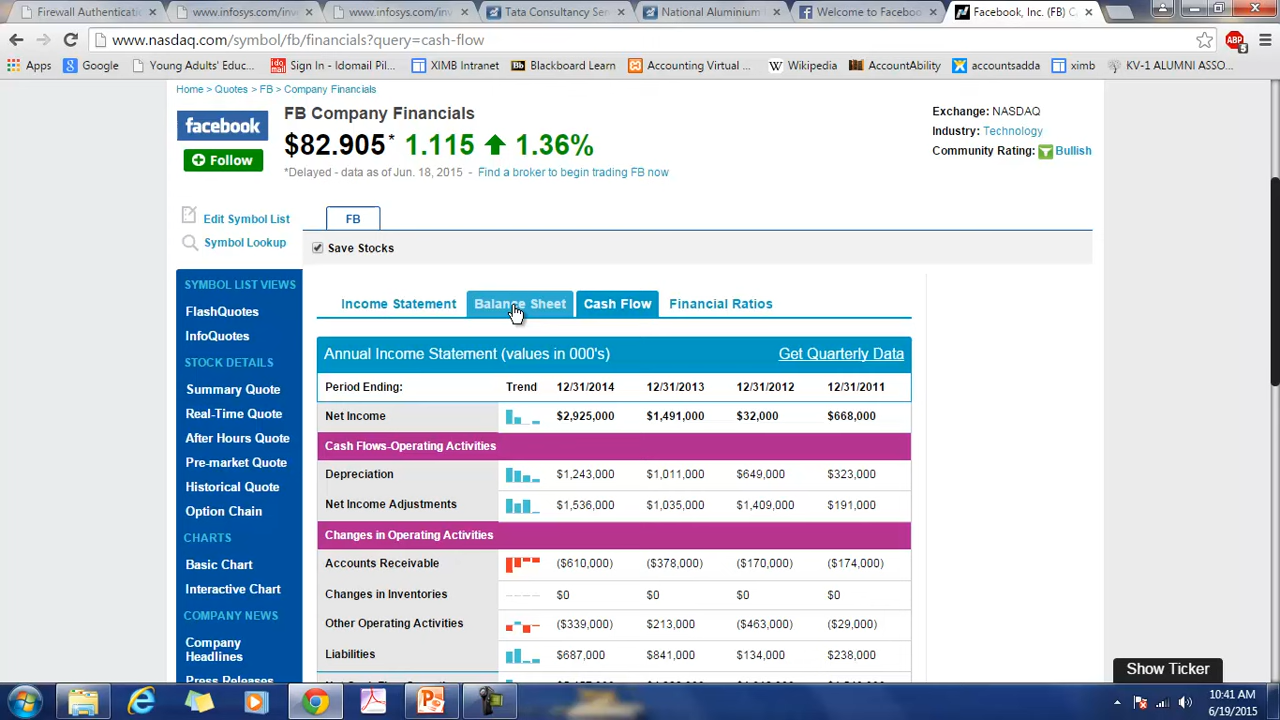 Firewall Authentica
www.infosys.com/inv
www.infosys.com/inv
Tata Consultancy Ser
National Aluminium
Welcome to Facebook
Facebook, Inc. (FB) C
www.nasdaq.com/symbol/fb/financials?query=cash-flow
ABP
Apps Google Young Adults' Educ... Sign In - Idomail Pil... XIMB Intranet Blackboard Learn Accounting Virtual ... Wikipedia AccountAbility accountsadda ximb KV-1 ALUMNI ASSO...
Home > Quotes > FB > Company Financials
facebook
Follow
FB Company Financials
$82.905* 1.115 1.36%
*Delayed - data as of Jun. 18, 2015 - Find a broker to begin trading FB now
Exchange: NASDAQ
Industry: Technology
Community Rating: Bullish
Edit Symbol List
Symbol Lookup
FB
Save Stocks
SYMBOL LIST VIEWS
FlashQuotes
InfoQuotes
STOCK DETAILS
Summary Quote
Real-Time Quote
After Hours Quote
Pre-market Quote
Historical Quote
Option Chain
CHARTS
Basic Chart
Interactive Chart
COMPANY NEWS
Company
Headlines
Press Releases
Income Statement Balance Sheet Cash Flow Financial Ratios
Annual Income Statement (values in 000's) Get Quarterly Data
Period Ending: Trend 12/31/2014 12/31/2013 12/31/2012 12/31/2011
Net Income $2,925,000 $1,491,000 $32,000 $668,000
Cash Flows-Operating Activities
Depreciation $1,243,000 $1,011,000 $649,000 $323,000
Net Income Adjustments $1,536,000 $1,035,000 $1,409,000 $191,000
Changes in Operating Activities
Accounts Receivable ($610,000) ($378,000) ($170,000) ($174,000)
Changes in Inventories $0 $0 $0 $0
Other Operating Activities ($339,000) $213,000 ($463,000) ($29,000)
Liabilities $687,000 $841,000 $134,000 $238,000
Show Ticker
10:41 AM
6/19/2015